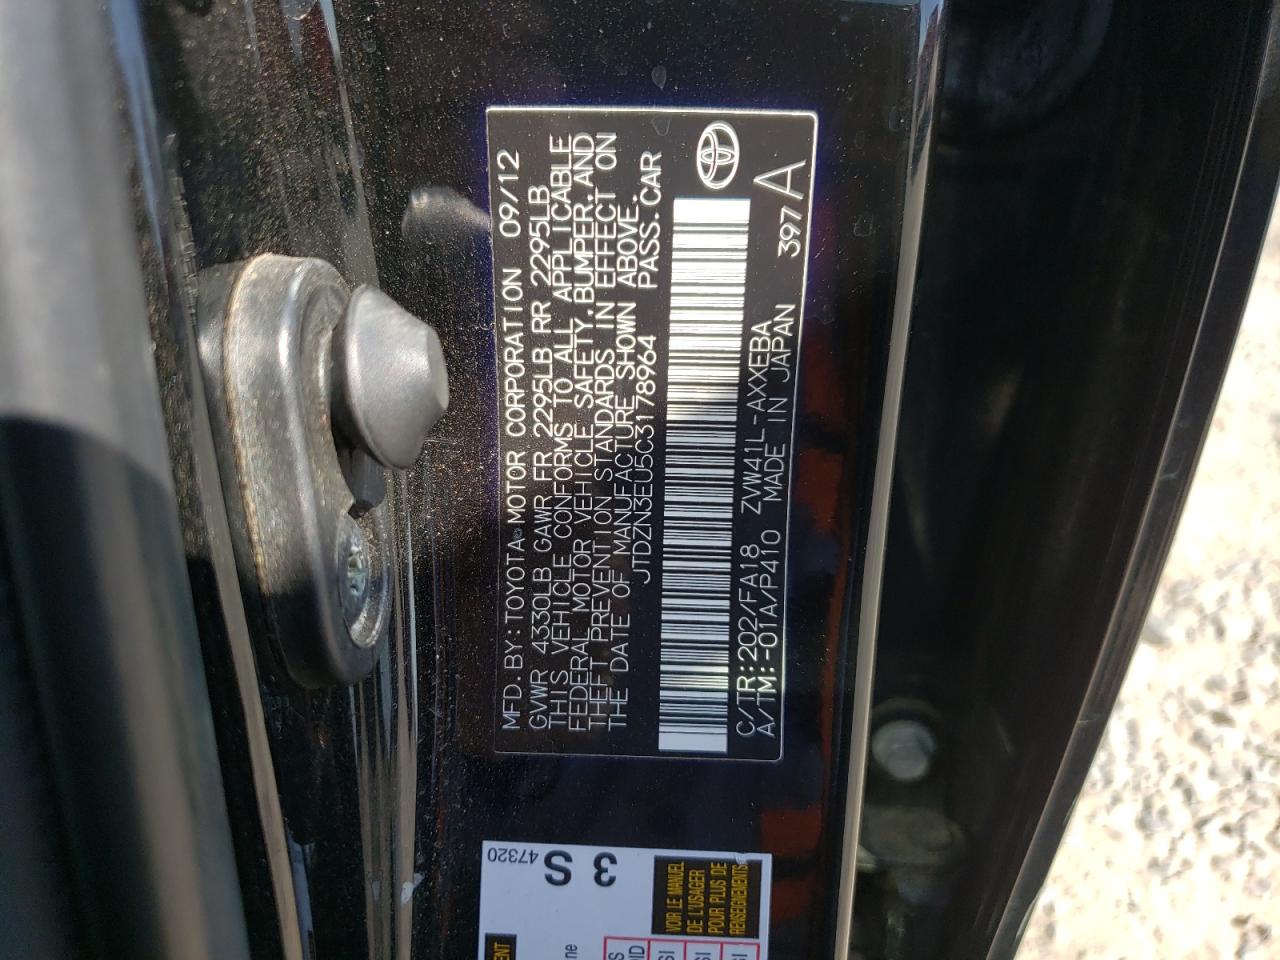 MFD. BY: TOYOTA MOTOR CORPORATION 09/12
GVWR 4330LB GAWR FR 2295LB RR 2295LB
THIS VEHICLE CONFORMS TO ALL APPLICABLE
FEDERAL MOTOR VEHICLE SAFETY, BUMPER, AND
THEFT PREVENTION STANDARDS IN EFFECT ON
THE DATE OF MANUFACTURE SHOWN ABOVE.
JTDZN3EU5C3178964 PASS. CAR
C/TR: 202/FA18 ZVW41L-AXXEBA 397 A
A/TM: -01A/P410 MADE IN JAPAN
47320
S
3
VOIR LE MANUEL
DE L'USAGER
POUR PLUS DE
RENSEIGNEMENTS